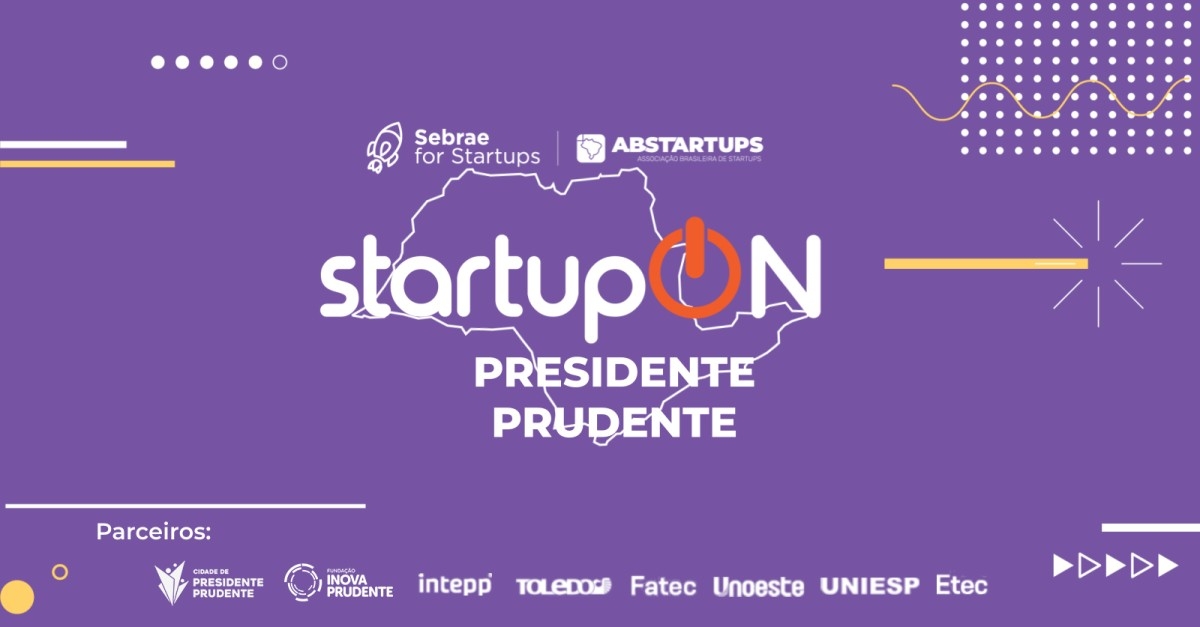 Sebrae
for Startups
ABSTARTUPS
ASSOCIAÇÃO BRASILEIRA DE STARTUPS
startupON
PRESIDENTE
PRUDENTE
Parceiros:
CIDADE DE
PRESIDENTE
PRUDENTE
FUNDAÇÃO
INOVA
PRUDENTE
intepp
TOLEDO
Fatec
Unoeste
UNIESP
Etec